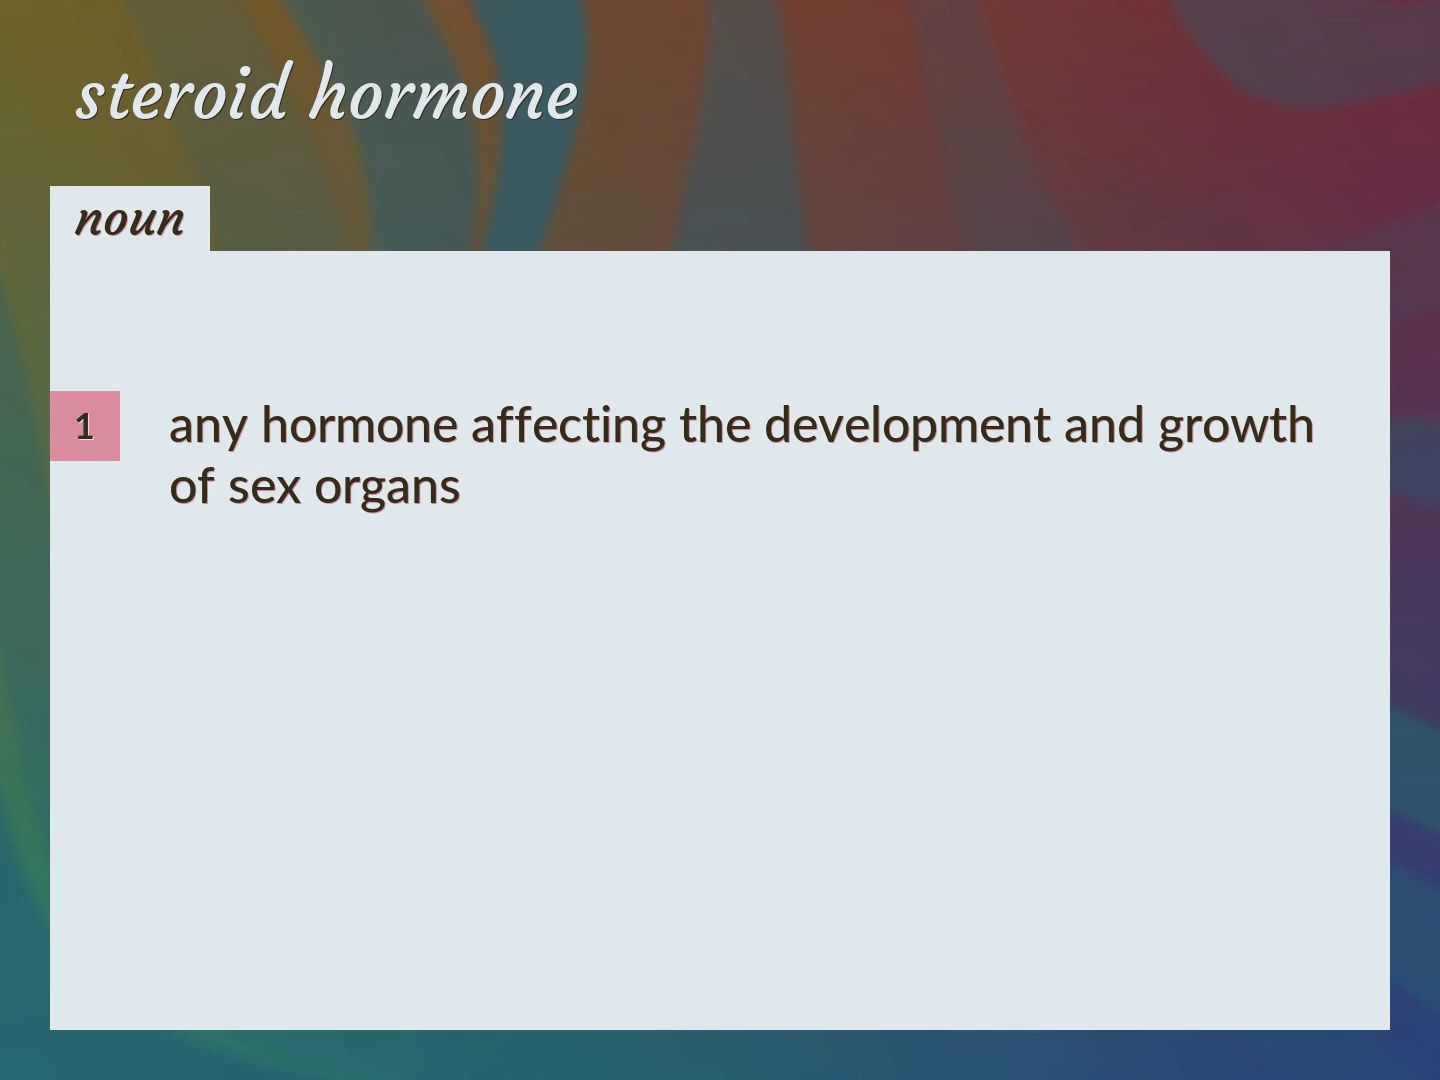 steroid hormone
noun
1 any hormone affecting the development and growth
of sex organs